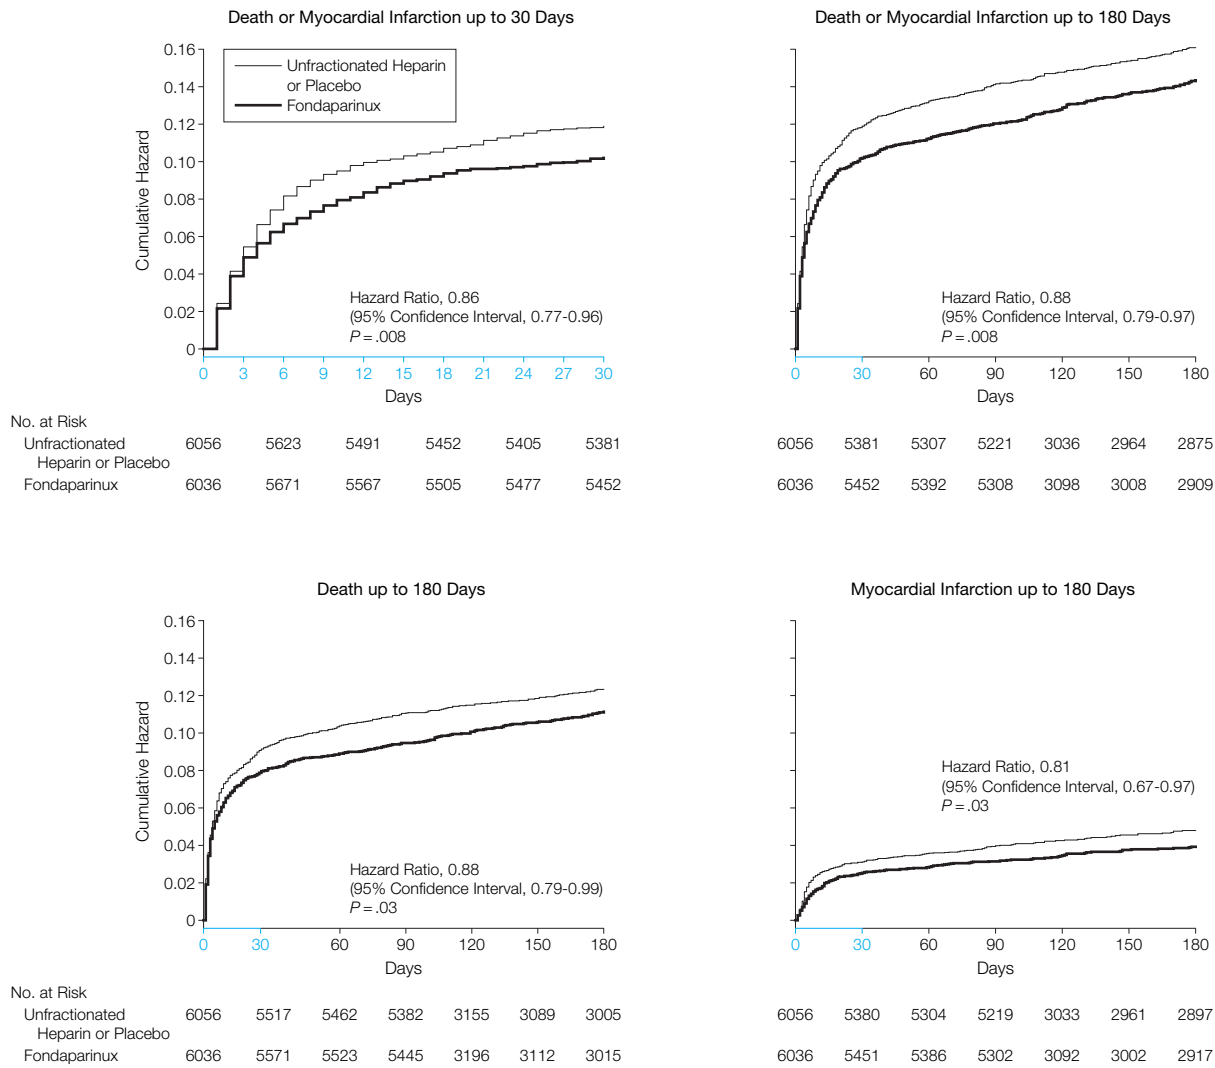 Death or Myocardial Infarction up to 30 Days
0.16
0.14
0.12
0.10
0.08
0.06
0.04
0.02
0
Cumulative Hazard
Unfractionated Heparin
or Placebo
Fondaparinux
Hazard Ratio, 0.86
(95% Confidence Interval, 0.77-0.96)
P = .008
0 3 6 9 12 15 18 21 24 27 30
Days
No. at Risk
Unfractionated 6056 5623 5491 5452 5405 5381
Heparin or Placebo
Fondaparinux 6036 5671 5567 5505 5477 5452
Death or Myocardial Infarction up to 180 Days
Hazard Ratio, 0.88
(95% Confidence Interval, 0.79-0.97)
P = .008
0 30 60 90 120 150 180
Days
6056 5381 5307 5221 3036 2964 2875
6036 5452 5392 5308 3098 3008 2909
Death up to 180 Days
0.16
0.14
0.12
0.10
0.08
0.06
0.04
0.02
0
Cumulative Hazard
Hazard Ratio, 0.88
(95% Confidence Interval, 0.79-0.99)
P = .03
0 30 60 90 120 150 180
Days
No. at Risk
Unfractionated 6056 5517 5462 5382 3155 3089 3005
Heparin or Placebo
Fondaparinux 6036 5571 5523 5445 3196 3112 3015
Myocardial Infarction up to 180 Days
Hazard Ratio, 0.81
(95% Confidence Interval, 0.67-0.97)
P = .03
0 30 60 90 120 150 180
Days
6056 5380 5304 5219 3033 2961 2897
6036 5451 5386 5302 3092 3002 2917